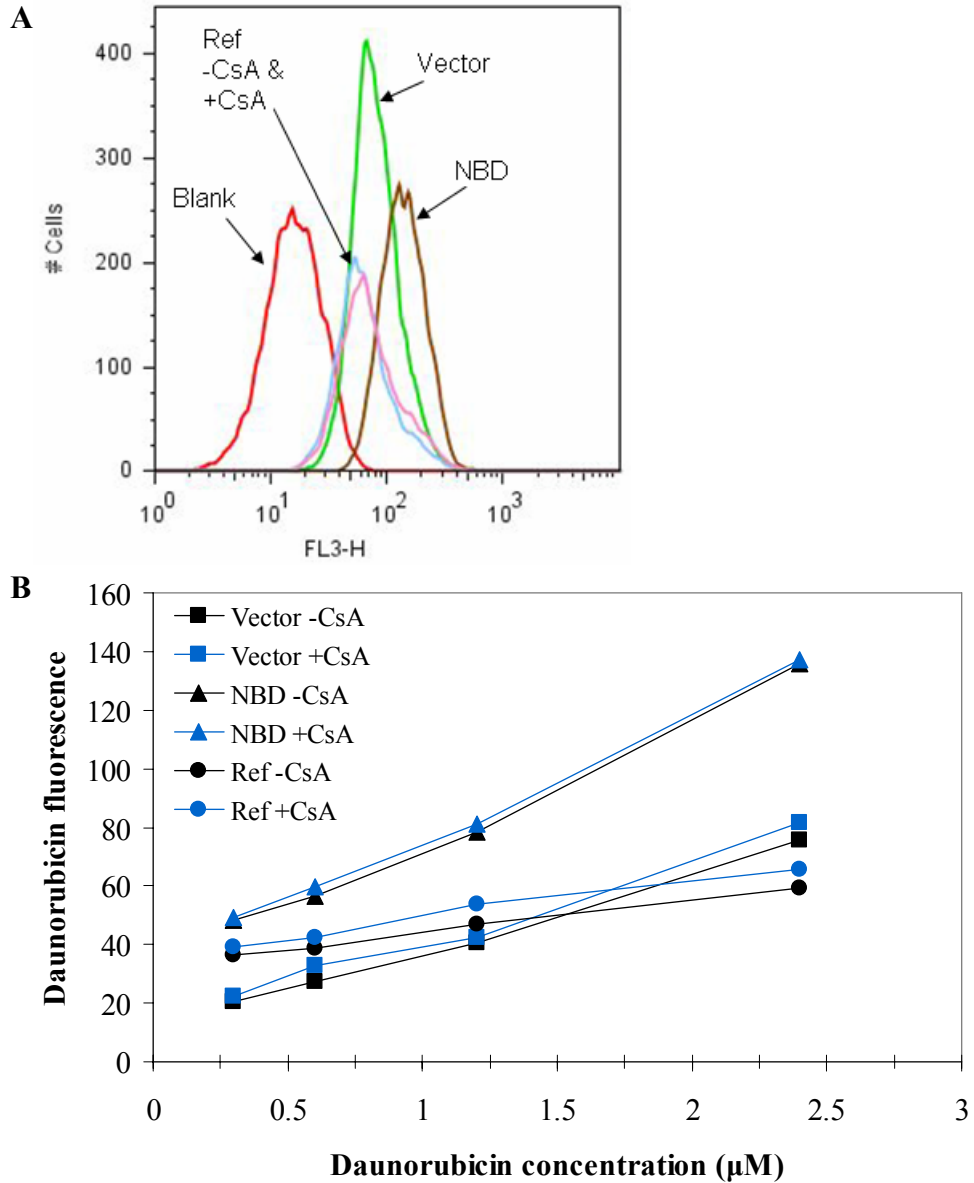 A
Ref
-CsA &
+CsA
Vector
NBD
Blank
# Cells
400
300
200
100
0
10^0 10^1 10^2 10^3
FL3-H
B
Daunorubicin fluorescence
160
140
120
100
80
60
40
20
0
Vector -CsA
Vector +CsA
NBD -CsA
NBD +CsA
Ref -CsA
Ref +CsA
0 0.5 1 1.5 2 2.5 3
Daunorubicin concentration (μM)